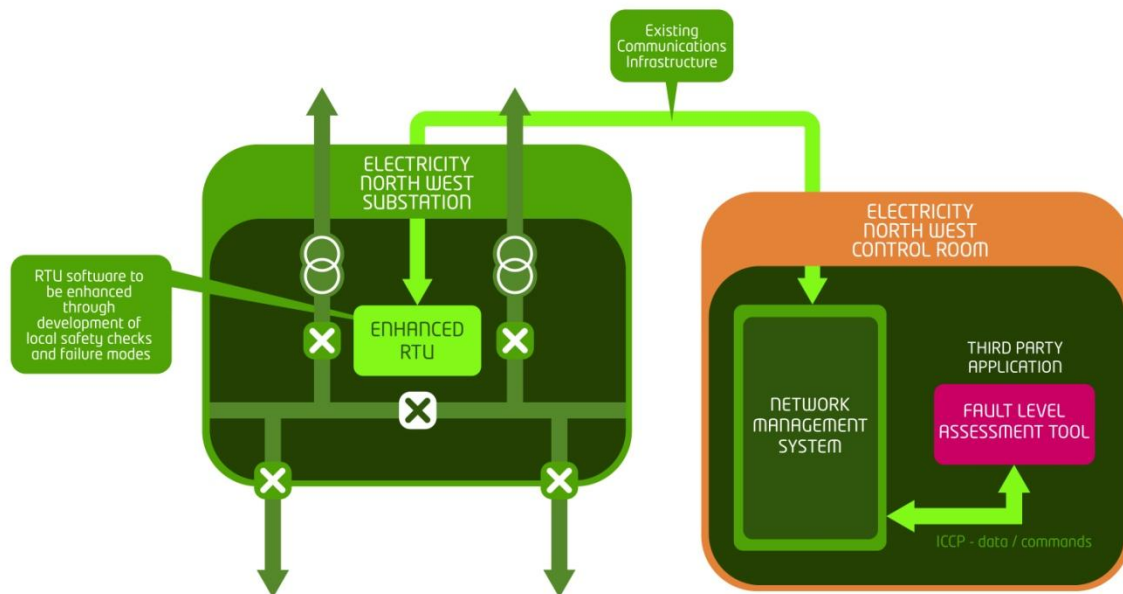 Existing
Communications
Infrastructure
ELECTRICITY
NORTH WEST
SUBSTATION
RTU software to
be enhanced
through
development of
local safety checks
and failure modes
ENHANCED
RTU
ELECTRICITY
NORTH WEST
CONTROL ROOM
NETWORK
MANAGEMENT
SYSTEM
THIRD PARTY
APPLICATION
FAULT LEVEL
ASSESSMENT TOOL
ICCP - data / commands